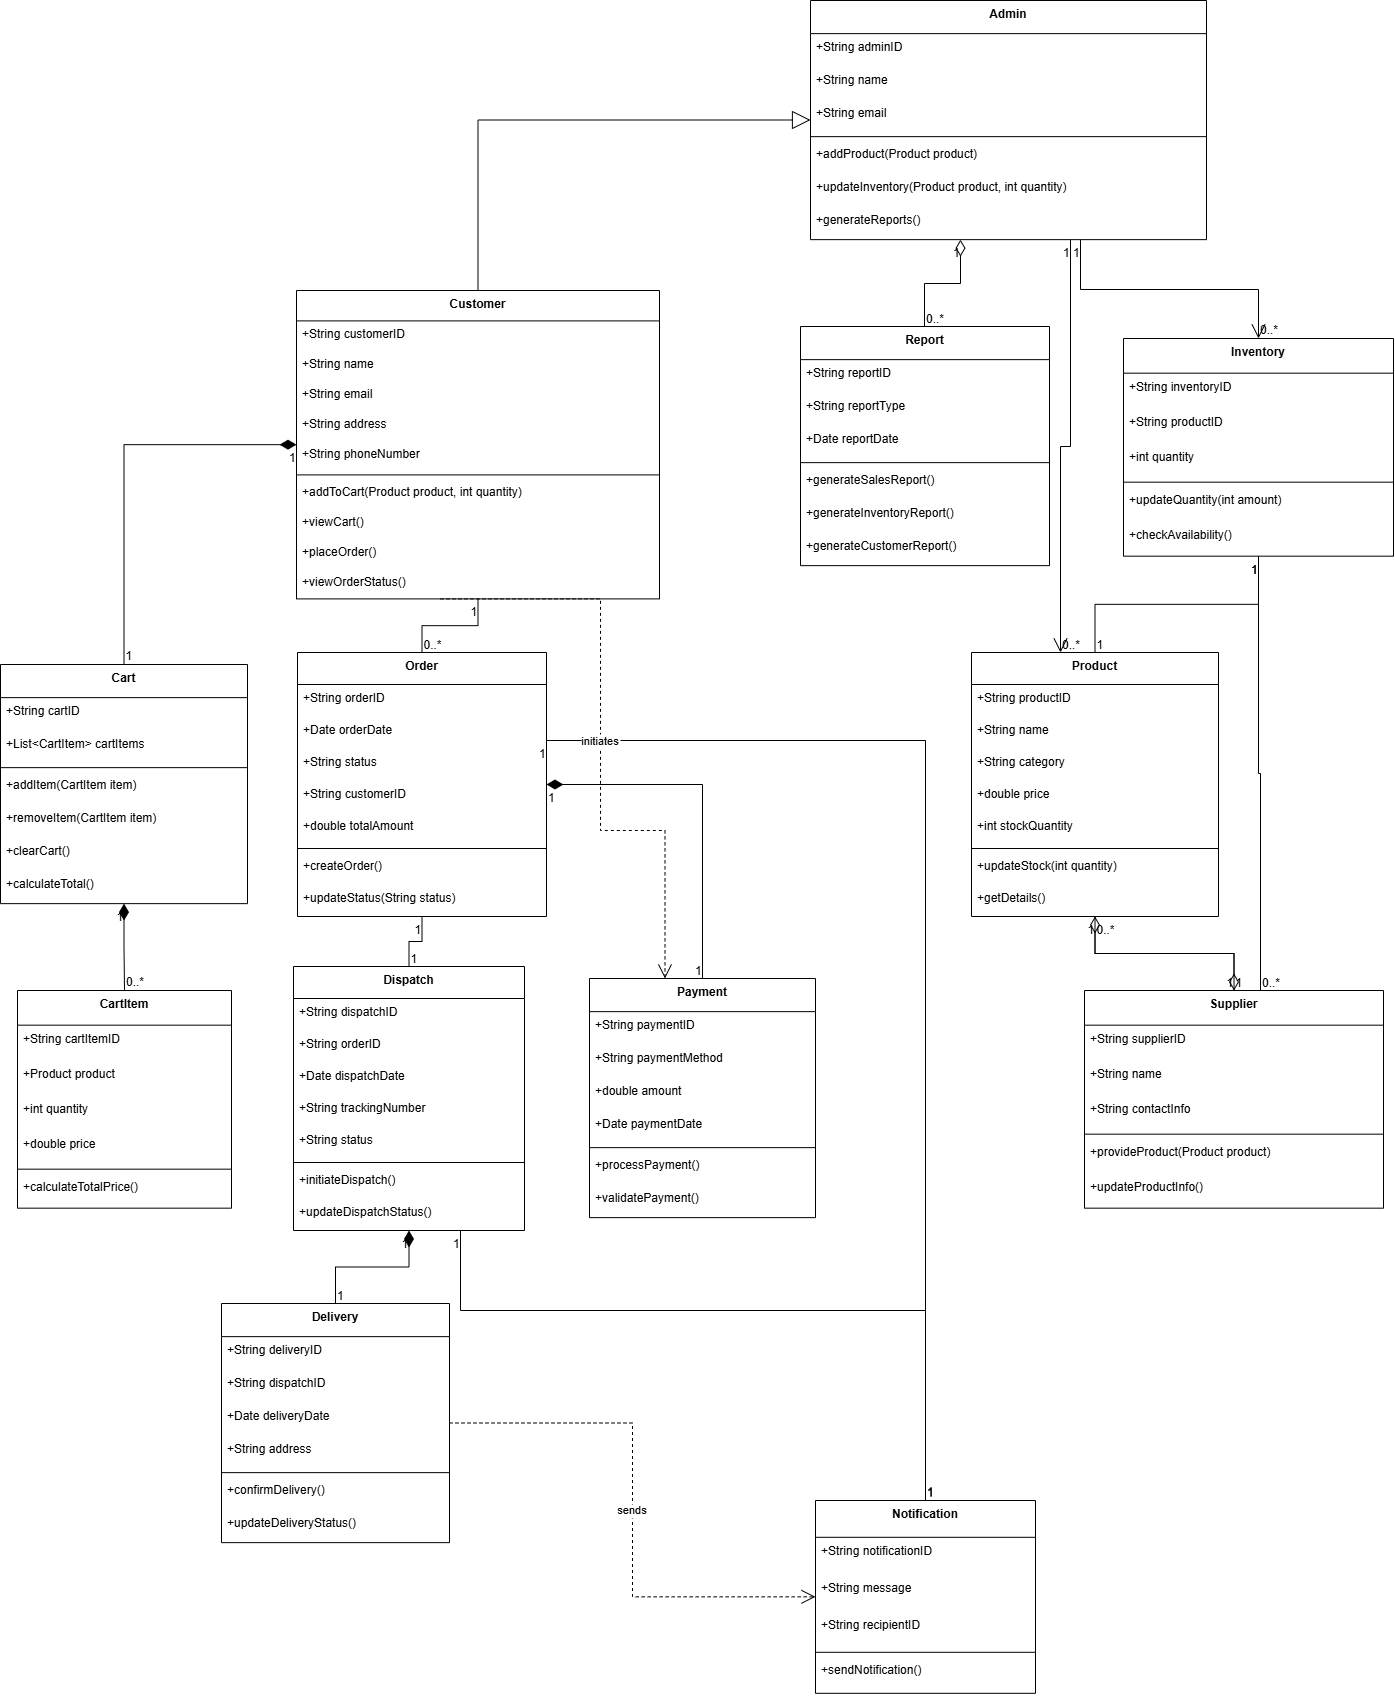 Admin
+String adminID
+String name
+String email
+addProduct(Product product)
+updateInventory(Product product, int quantity)
+generateReports()
1
1
1
0..*
0..*
Customer
+String customerID
+String name
+String email
+String address
+String phoneNumber
+addToCart(Product product, int quantity)
+viewCart()
+placeOrder()
+viewOrderStatus()
1
1
1
0..*
Report
+String reportID
+String reportType
+Date reportDate
+generateSalesReport()
+generateInventoryReport()
+generateCustomerReport()
Inventory
+String inventoryID
+String productID
+int quantity
+updateQuantity(int amount)
+checkAvailability()
1
0..*
1
Cart
+String cartID
+List<CartItem> cartItems
+addItem(CartItem item)
+removeItem(CartItem item)
+clearCart()
+calculateTotal()
1
0..*
Order
+String orderID
+Date orderDate
+String status
+String customerID
+double totalAmount
+createOrder()
+updateStatus(String status)
1
1
1
1
initiates
1
Product
+String productID
+String name
+String category
+double price
+int stockQuantity
+updateStock(int quantity)
+getDetails()
1
0..*
1
1
0..*
CartItem
+String cartItemID
+Product product
+int quantity
+double price
+calculateTotalPrice()
Dispatch
+String dispatchID
+String orderID
+Date dispatchDate
+String trackingNumber
+String status
+initiateDispatch()
+updateDispatchStatus()
1
1
1
Payment
+String paymentID
+String paymentMethod
+double amount
+Date paymentDate
+processPayment()
+validatePayment()
Supplier
+String supplierID
+String name
+String contactInfo
+provideProduct(Product product)
+updateProductInfo()
Delivery
+String deliveryID
+String dispatchID
+Date deliveryDate
+String address
+confirmDelivery()
+updateDeliveryStatus()
sends
1
Notification
+String notificationID
+String message
+String recipientID
+sendNotification()